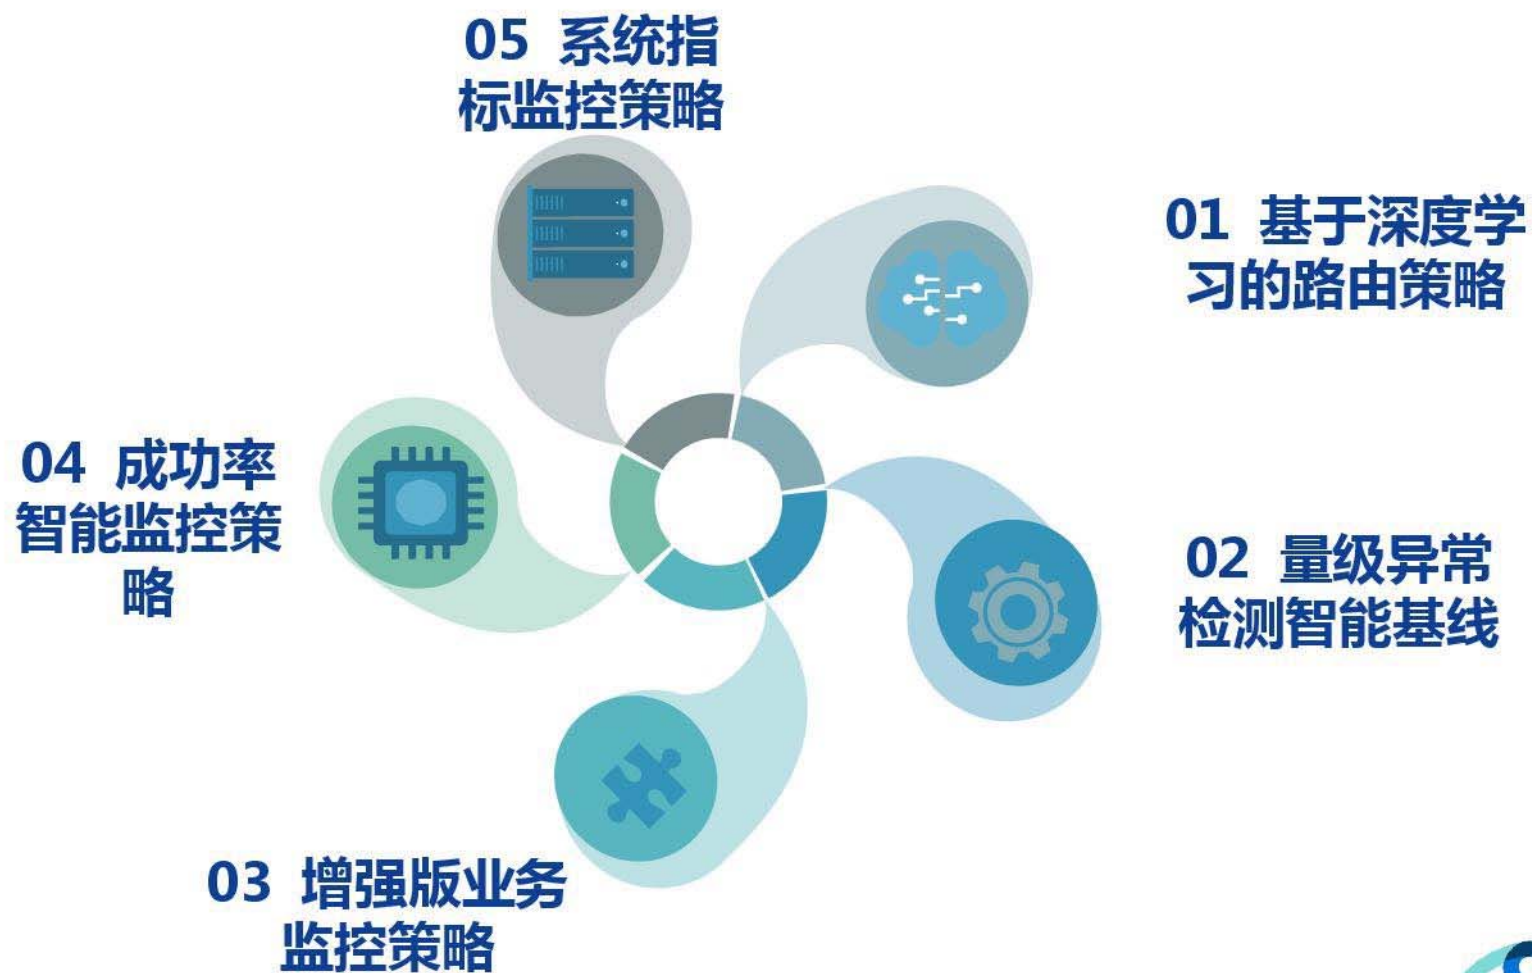 05 系统指
标监控策略
01 基于深度学
习的路由策略
04 成功率
智能监控策
略
02 量级异常
检测智能基线
03 增强版业务
监控策略